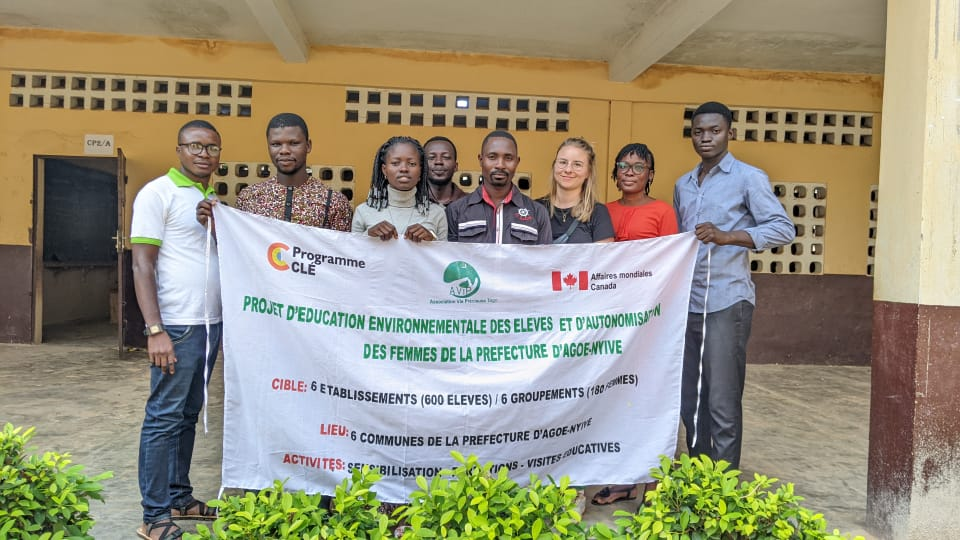 CP2/A
Programme
CLÉ
A.VIP
Association Vie Précieuse Togo
Affaires mondiales
Canada
PROJET D'EDUCATION ENVIRONNEMENTALE DES ELEVES ET D'AUTONOMISATION
DES FEMMES DE LA PREFECTURE D'AGOE-NYIVE
CIBLE: 6 ETABLISSEMENTS (600 ELEVES) / 6 GROUPEMENTS (180 FEMMES)
LIEU: 6 COMMUNES DE LA PREFECTURE D'AGOE-NYIVE
ACTIVITES: SENSIBILISATION - - VISITES EDUCATIVES